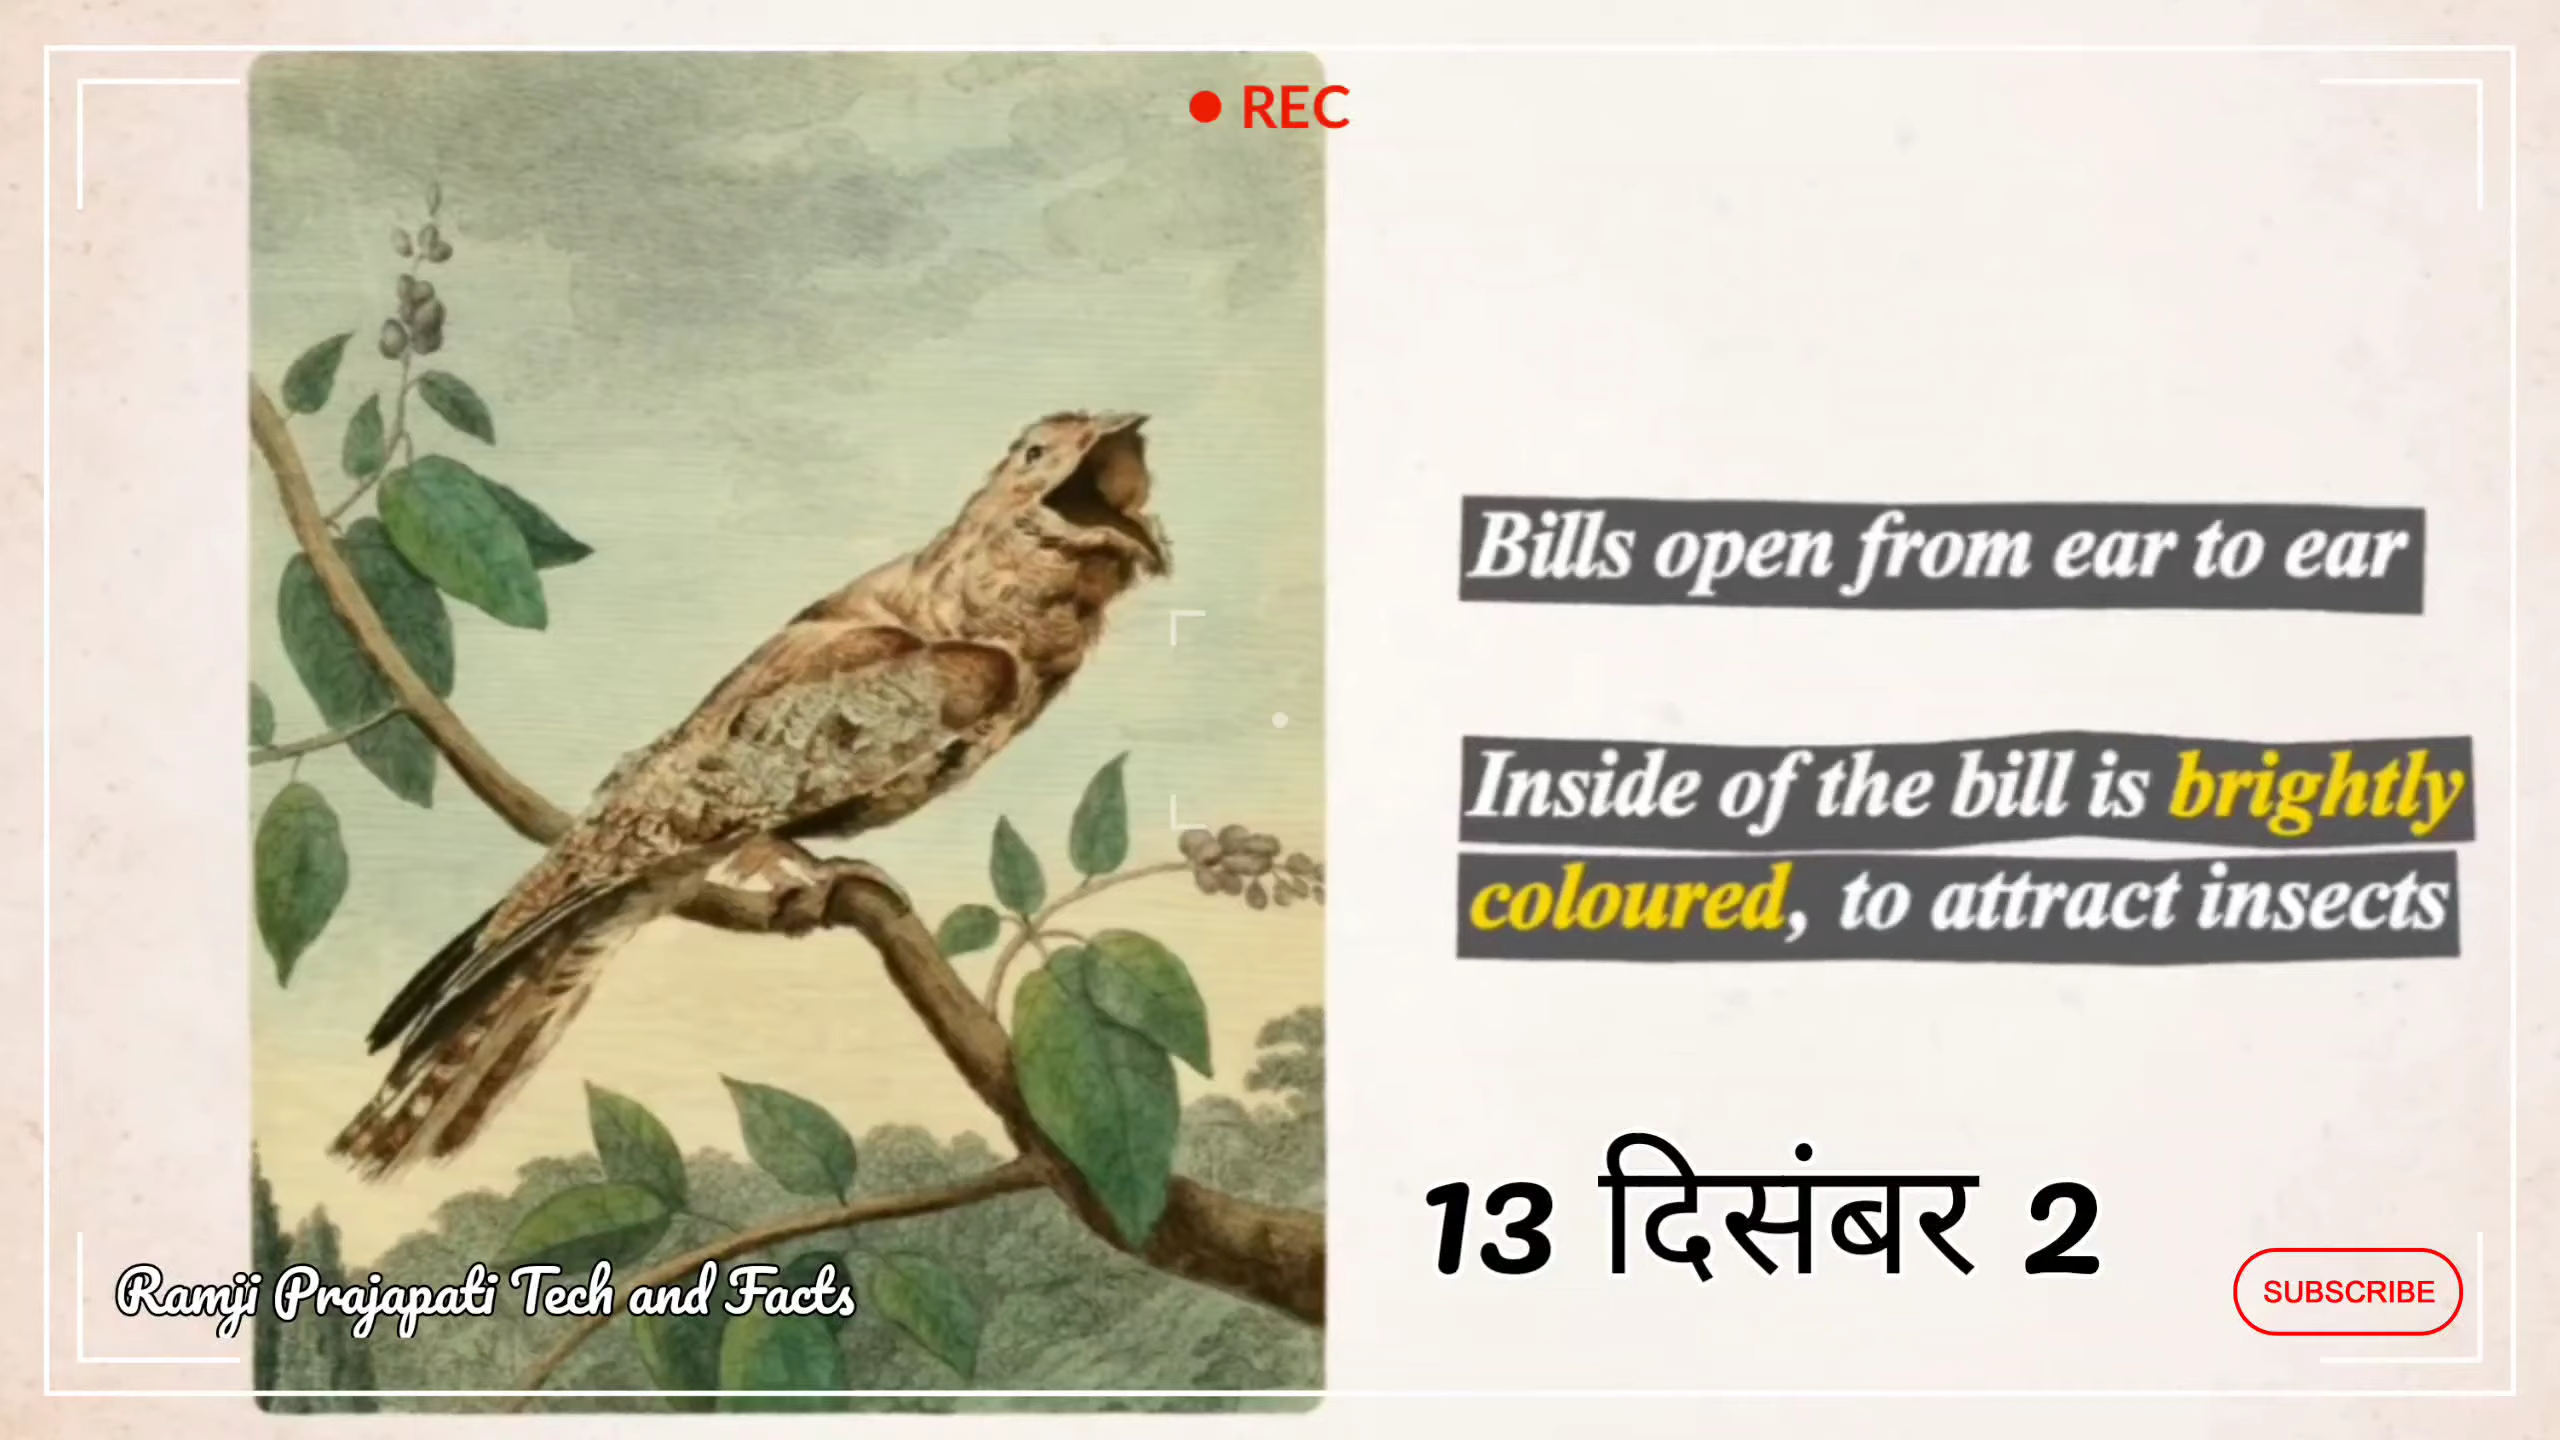 REC
Bills open from ear to ear
Inside of the bill is brightly
coloured, to attract insects
13 दिसंबर 2
Ramji Prajapati Tech and Facts
SUBSCRIBE